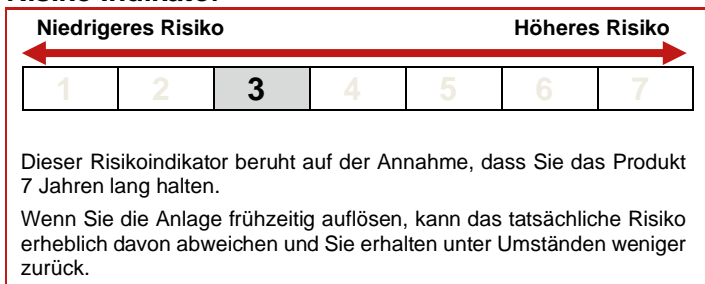 Niedrigeres Risiko Höheres Risiko
1 2 3 4 5 6 7
Dieser Risikoindikator beruht auf der Annahme, dass Sie das Produkt
7 Jahren lang halten.
Wenn Sie die Anlage frühzeitig auflösen, kann das tatsächliche Risiko
erheblich davon abweichen und Sie erhalten unter Umständen weniger
zurück.